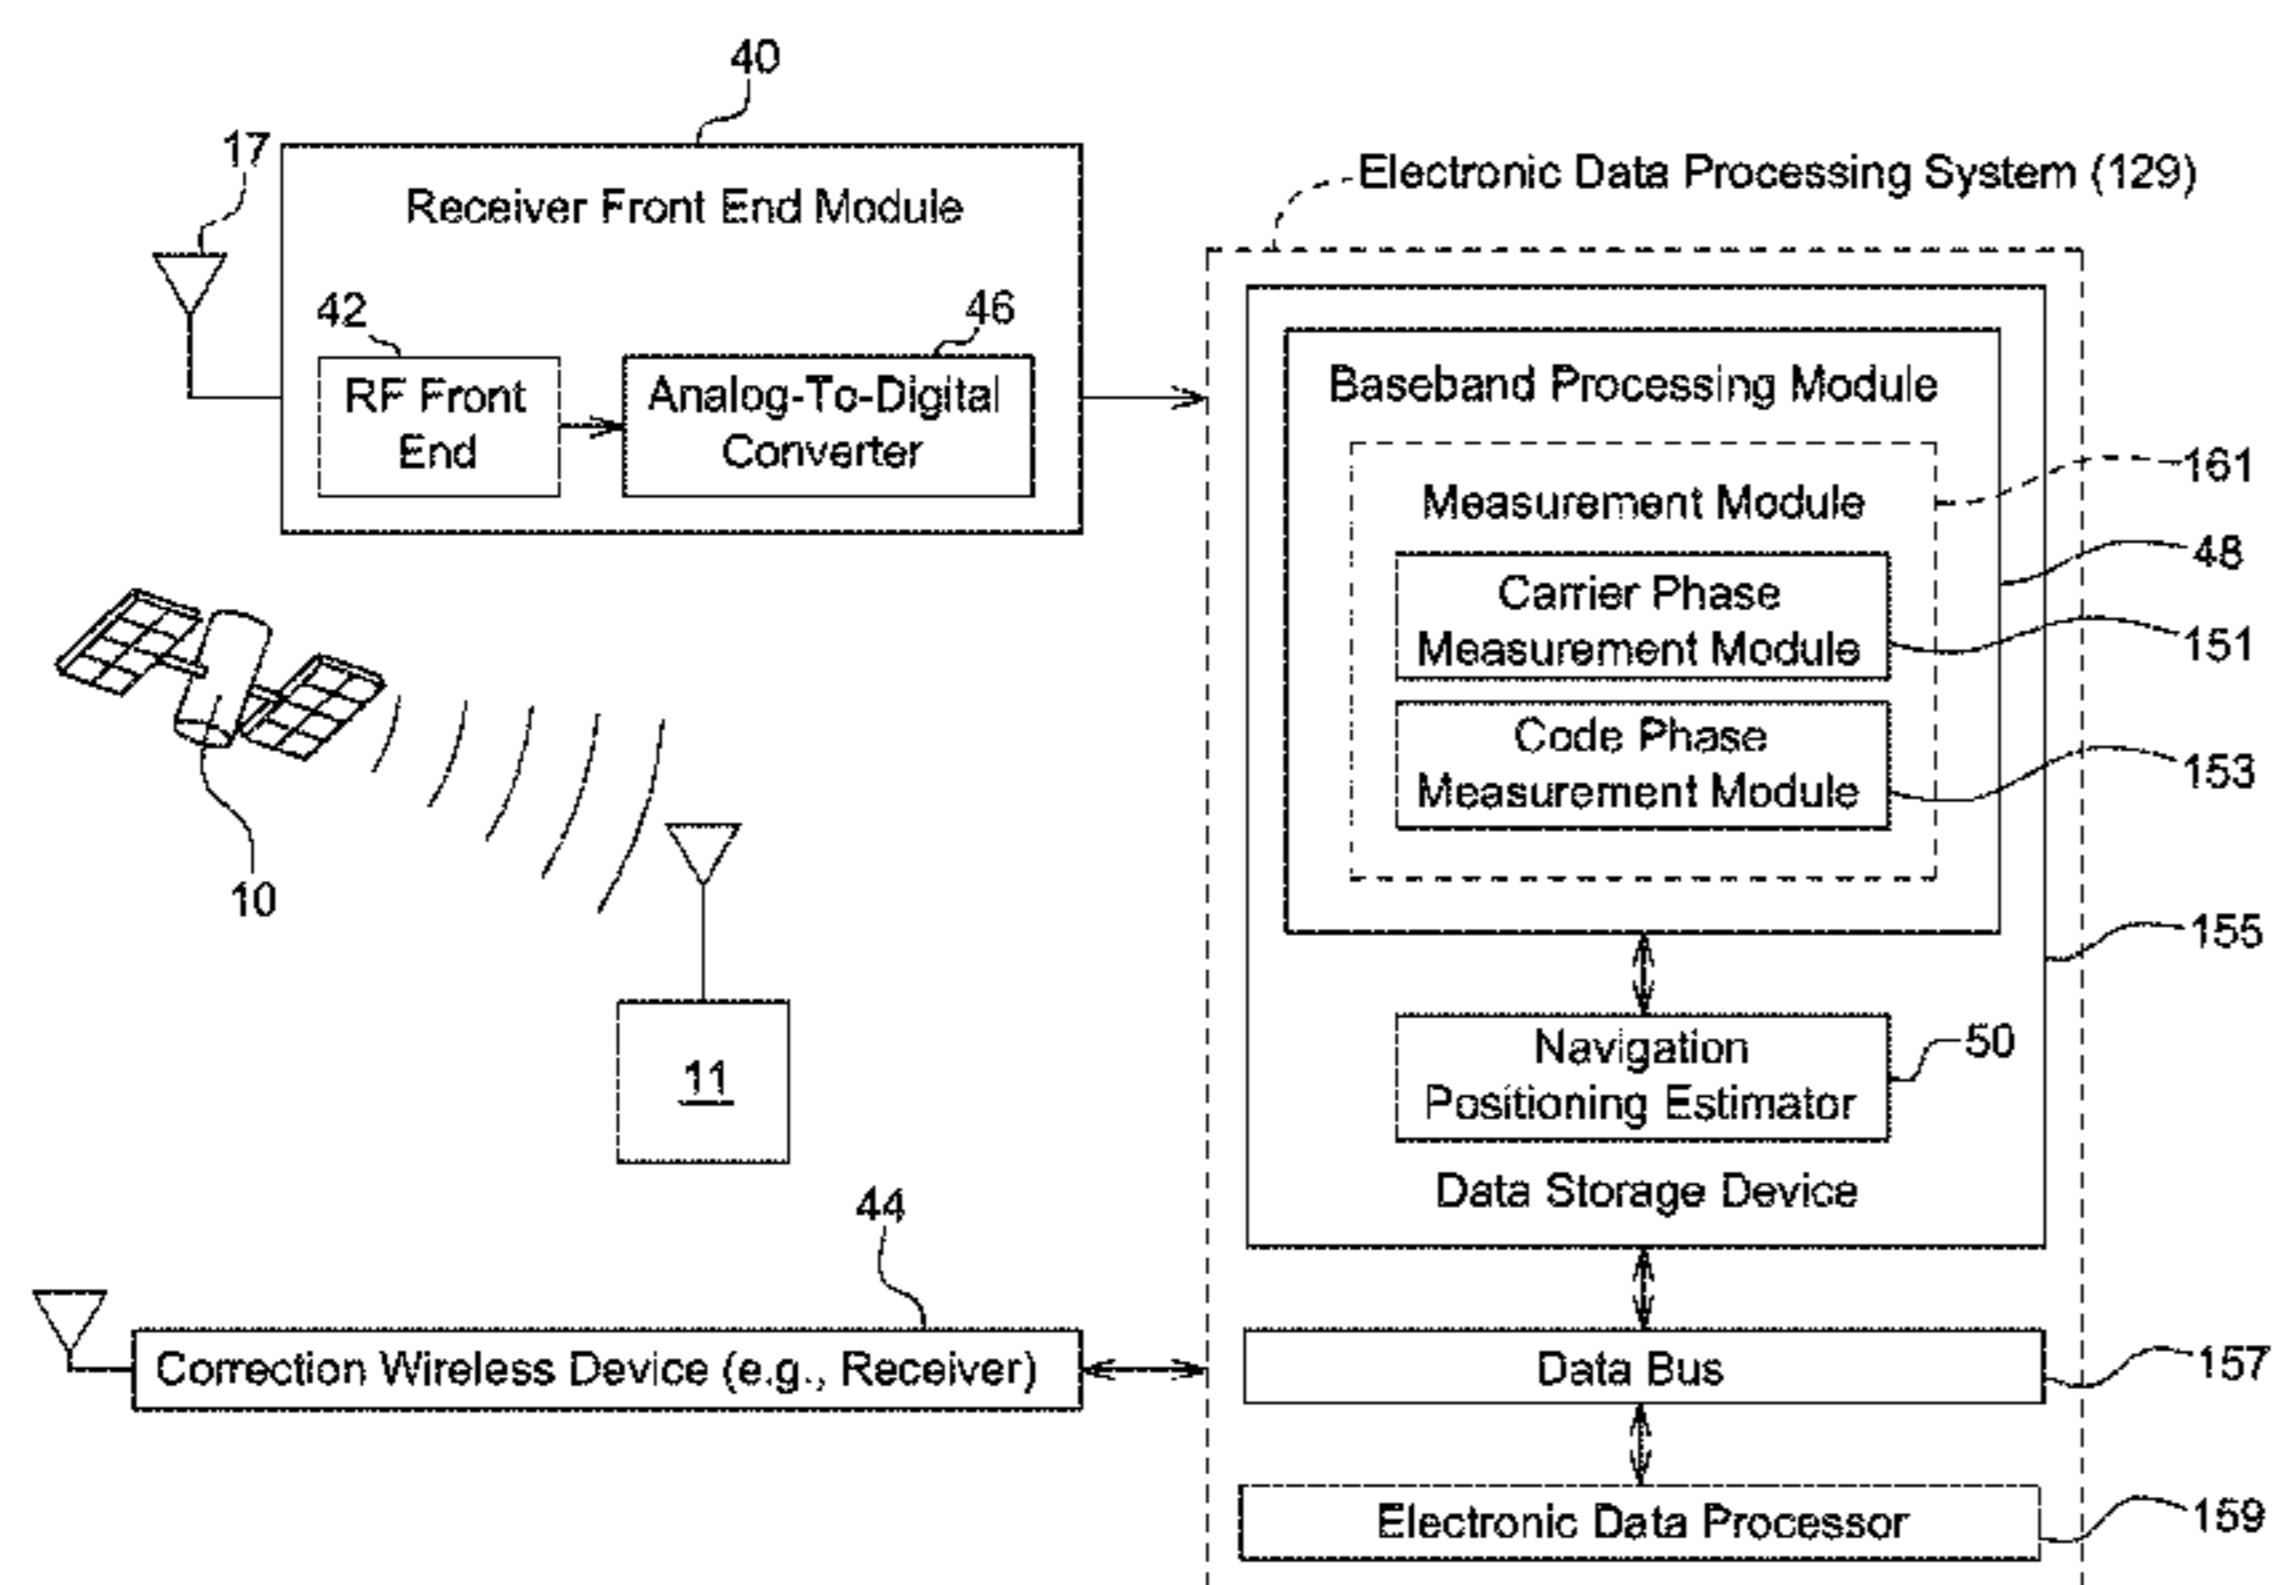 40
17
Receiver Front End Module
42
46
RF Front
End
Analog-To-Digital
Converter
Electronic Data Processing System (129)
Baseband Processing Module
Measurement Module
161
Carrier Phase
Measurement Module
48
151
Code Phase
Measurement Module
153
10
155
11
Navigation
Positioning Estimator
50
Data Storage Device
44
Correction Wireless Device (e.g., Receiver)
Data Bus
157
Electronic Data Processor
159